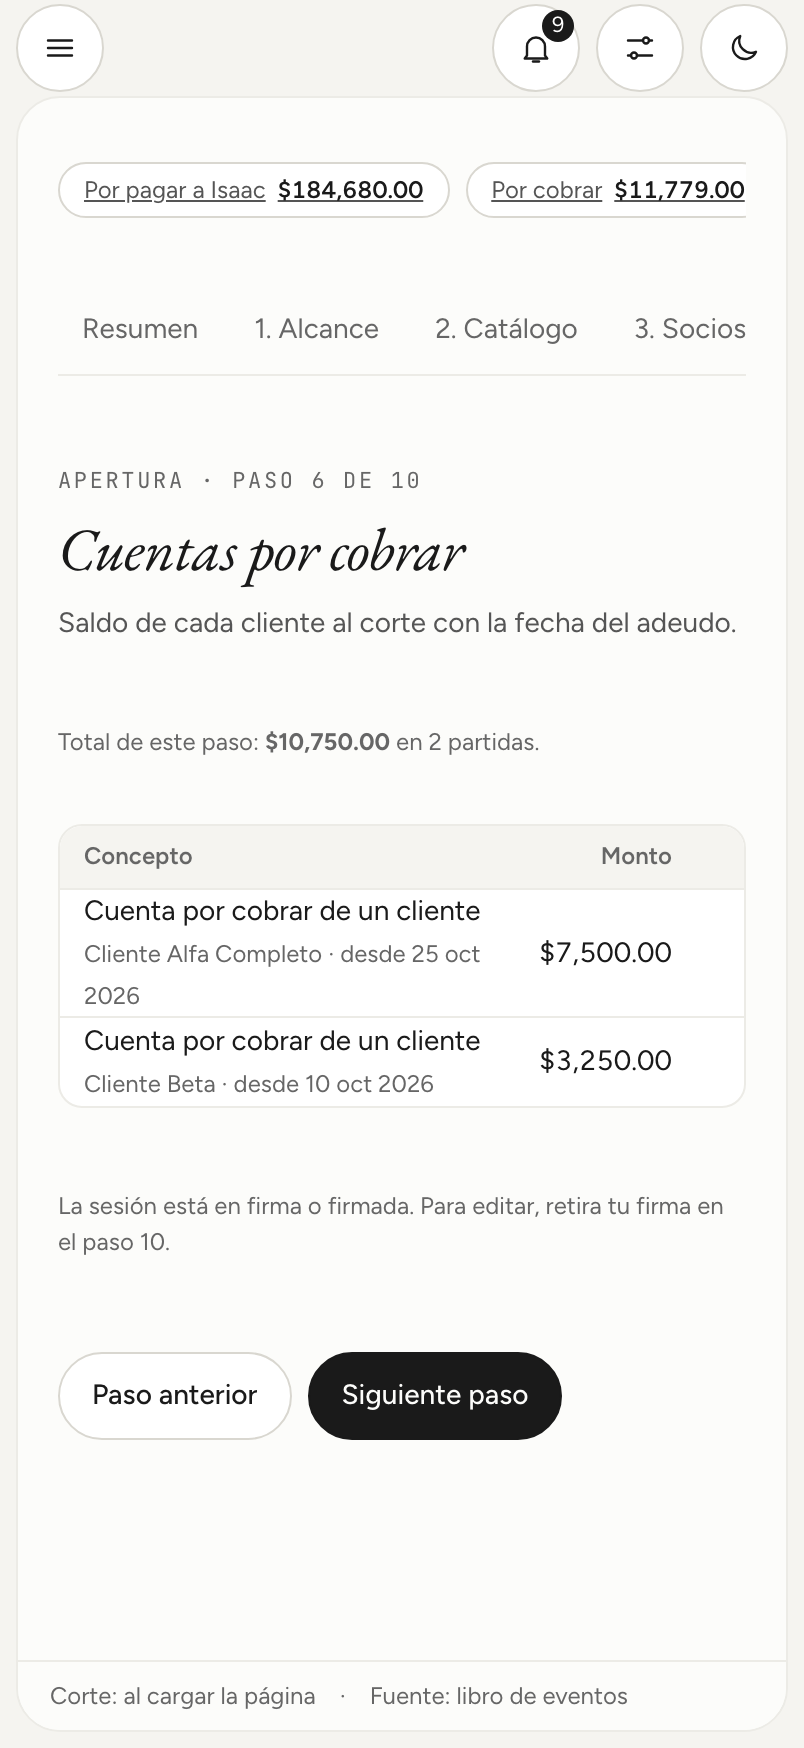 9
Por pagar a Isaac $184,680.00 Por cobrar $11,779.00
Resumen 1. Alcance 2. Catálogo 3. Socios
APERTURA · PASO 6 DE 10
Cuentas por cobrar
Saldo de cada cliente al corte con la fecha del adeudo.
Total de este paso: $10,750.00 en 2 partidas.
Concepto Monto
Cuenta por cobrar de un cliente
Cliente Alfa Completo · desde 25 oct
2026
$7,500.00
Cuenta por cobrar de un cliente
Cliente Beta · desde 10 oct 2026
$3,250.00
La sesión está en firma o firmada. Para editar, retira tu firma en
el paso 10.
Paso anterior Siguiente paso
Corte: al cargar la página · Fuente: libro de eventos